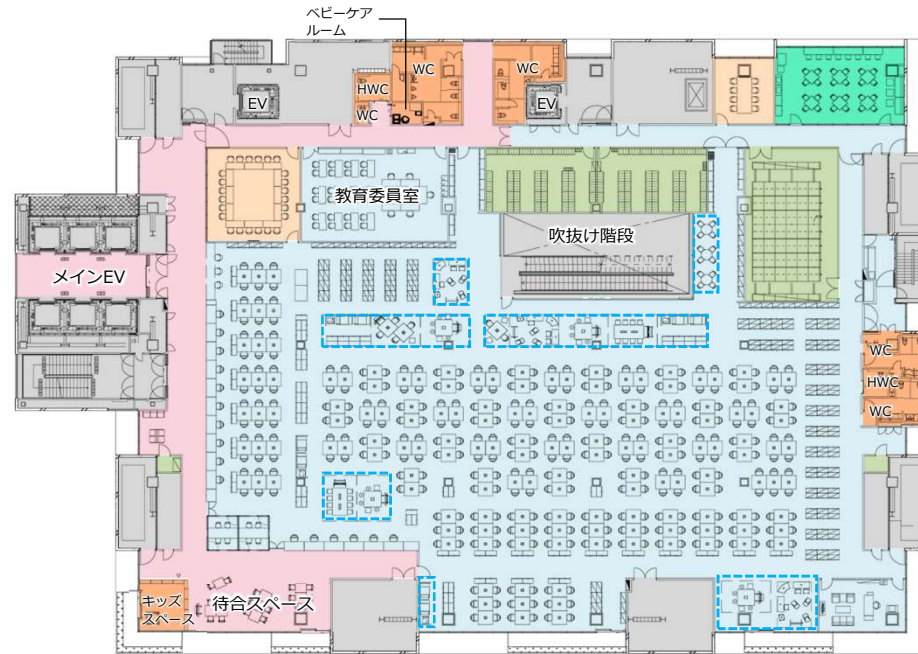 ベビーケア
ルーム
WC
WC
HWC
EV
WC
EV
教育委員室
吹抜け階段
メインEV
WC
HWC
WC
キッズ
スペース
待合スペース